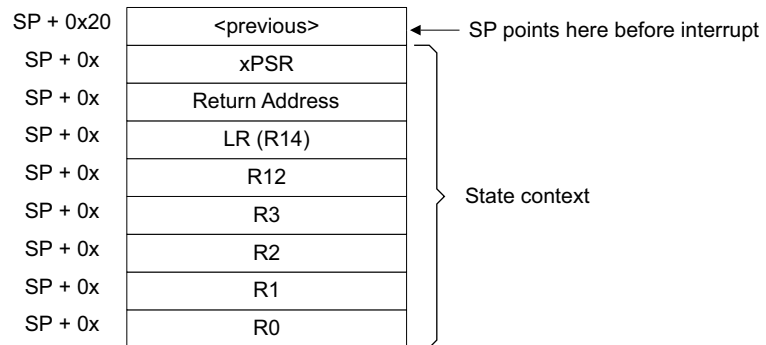 SP + 0x20 <previous> SP points here before interrupt
SP + 0x xPSR
SP + 0x Return Address
SP + 0x LR (R14)
SP + 0x R12
State context
SP + 0x R3
SP + 0x R2
SP + 0x R1
SP + 0x R0